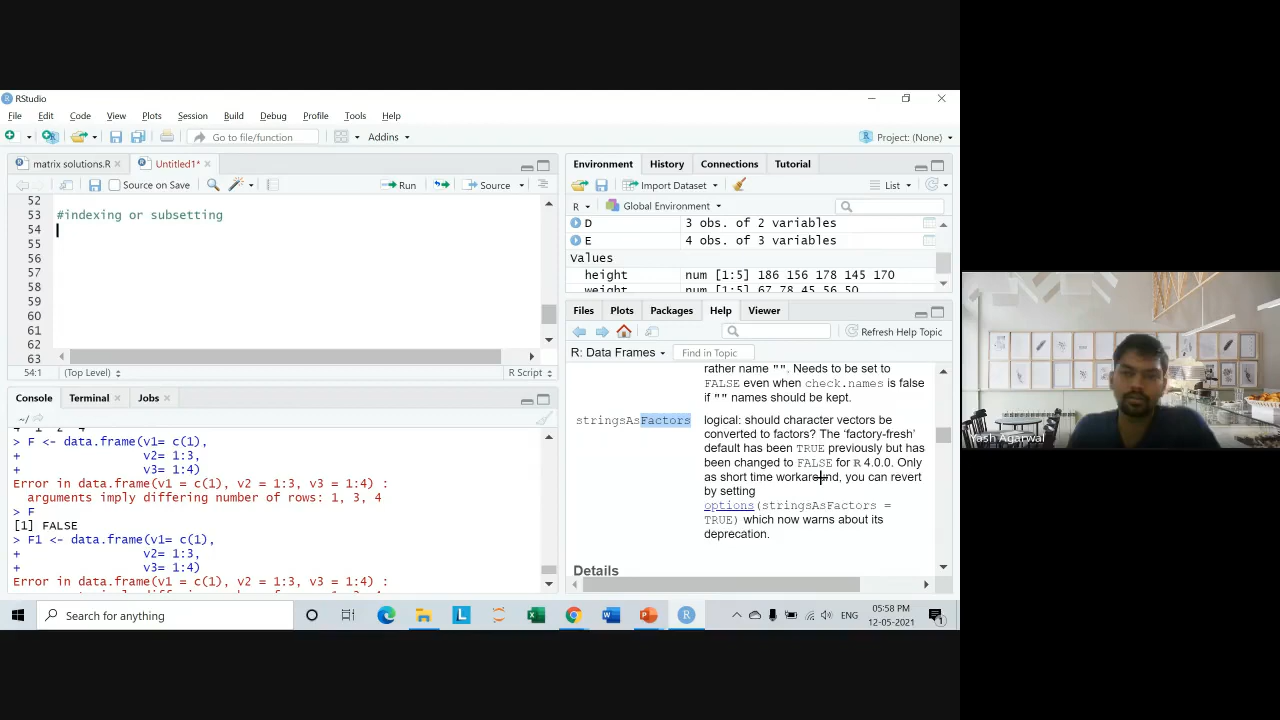 RStudio
File Edit Code View Plots Session Build Debug Profile Tools Help
Go to file/function Addins Project: (None)
matrix solutions.R Untitled1*
Source on Save Run Source
52
53 #indexing or subsetting
54
55
56
57
58
59
60
61
62
63
54:1 (Top Level) R Script
Console Terminal Jobs
~/
> F <- data.frame(v1= c(1),
+ v2= 1:3,
+ v3= 1:4)
Error in data.frame(v1 = c(1), v2 = 1:3, v3 = 1:4) :
arguments imply differing number of rows: 1, 3, 4
> F
[1] FALSE
> F1 <- data.frame(v1= c(1),
+ v2= 1:3,
+ v3= 1:4)
Error in data.frame(v1 = c(1), v2 = 1:3, v3 = 1:4) :
Environment History Connections Tutorial
Import Dataset List
R Global Environment
D 3 obs. of 2 variables
E 4 obs. of 3 variables
Values
height num [1:5] 186 156 178 145 170
weight num [1:5] 67 78 45 56 50
Files Plots Packages Help Viewer
Refresh Help Topic
R: Data Frames Find in Topic
rather name "". Needs to be set to
FALSE even when check.names is false
if "" names should be kept.
stringsAsFactors logical: should character vectors be
converted to factors? The ‘factory-fresh’
default has been TRUE previously but has
been changed to FALSE for R 4.0.0. Only
as short time workaround, you can revert
by setting
options(stringsAsFactors =
TRUE) which now warns about its
deprecation.
Details
Search for anything
ENG 05:58 PM
12-05-2021
Yash Agarwal